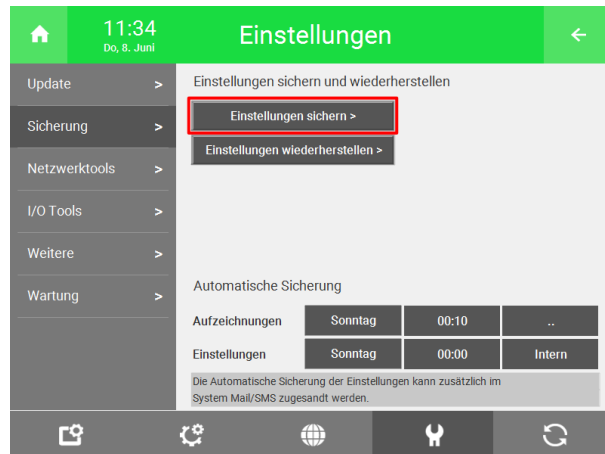 11:34
Do, 8. Juni
Einstellungen
Update >
Sicherung >
Netzwerktools >
I/O Tools >
Weitere >
Wartung >
Einstellungen sichern und wiederherstellen
Einstellungen sichern >
Einstellungen wiederherstellen >
Automatische Sicherung
Aufzeichnungen Sonntag 00:10 ..
Einstellungen Sonntag 00:00 Intern
Die Automatische Sicherung der Einstellungen kann zusätzlich im
System Mail/SMS zugesandt werden.